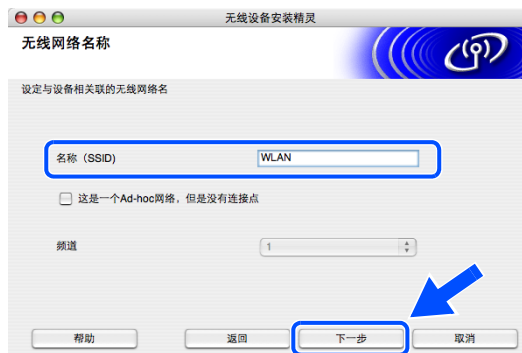 无线设备安装精灵
无线网络名称
设定与设备相关联的无线网络名
名称（SSID） WLAN
这是一个Ad-hoc网络，但是没有连接点
频道 1
帮助 返回 下一步 取消